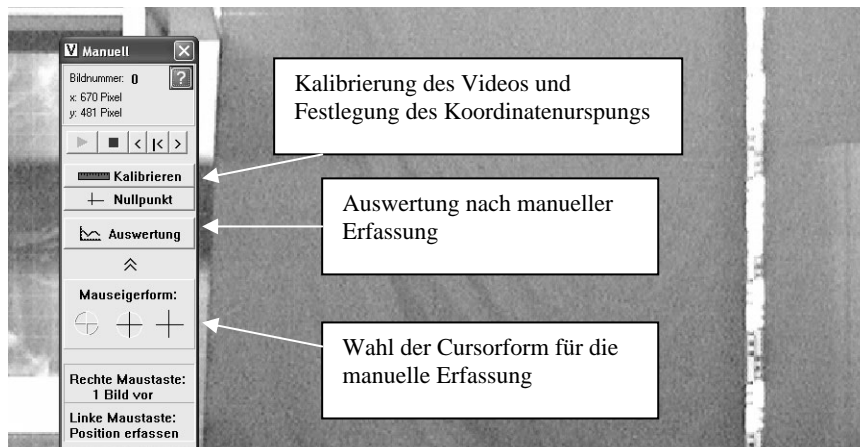 Manuell
Bildnummer: 0
x: 670 Pixel
y: 481 Pixel
Kalibrieren
Nullpunkt
Auswertung
Mauseigerform:
Rechte Maustaste:
1 Bild vor
Linke Maustaste:
Position erfassen
Kalibrierung des Videos und
Festlegung des Koordinatenurspungs
Auswertung nach manueller
Erfassung
Wahl der Cursorform für die
manuelle Erfassung